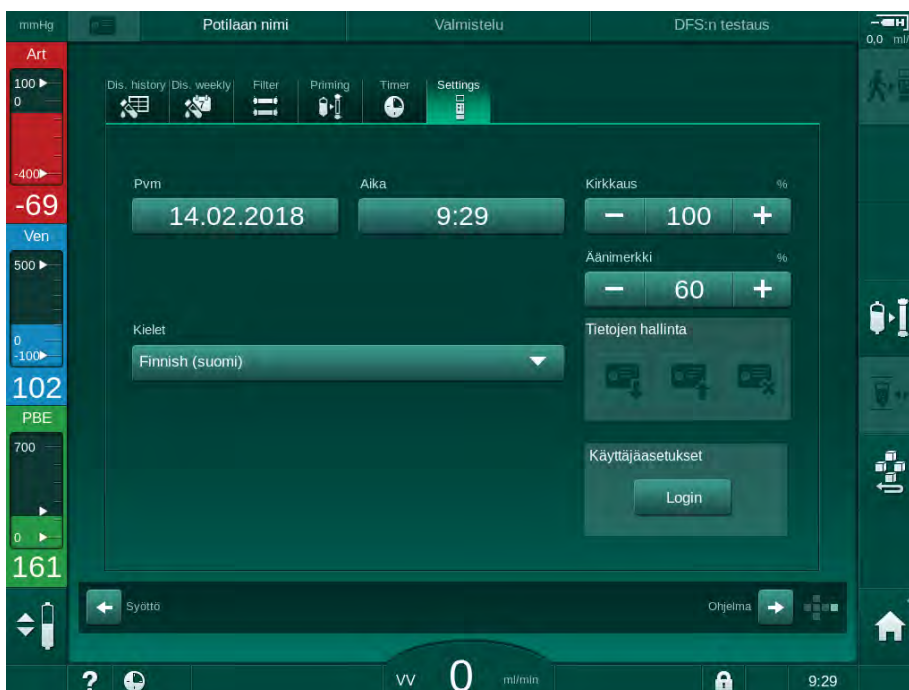 mmHg
Potilaan nimi
Valmistelu
DFS:n testaus
0,0 ml/
Art
100
0
-400
-69
Ven
500
0
-100
102
PBE
700
0
161
Dis. history
Dis. weekly
Filter
Priming
Timer
Settings
Pvm
Aika
Kirkkaus
%
14.02.2018
9:29
− 100 +
Äänimerkki
%
− 60 +
Kielet
Finnish (suomi)
Tietojen hallinta
Käyttäjäasetukset
Login
Syöttö
Ohjelma
?
VV 0 ml/min
9:29